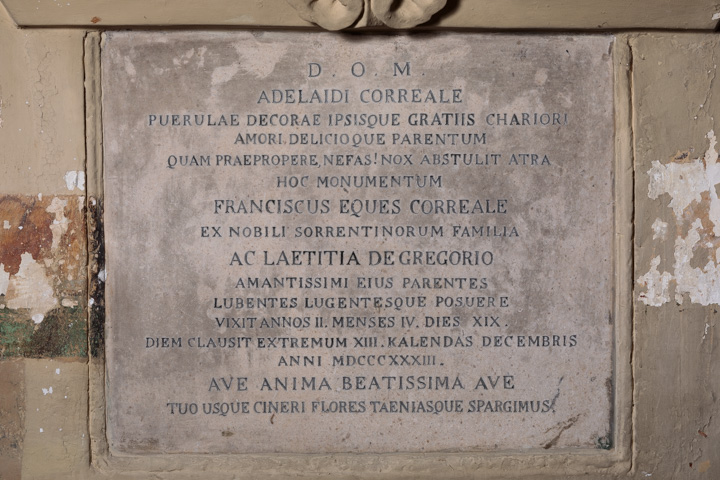 D. O. M.
ADELAIDI CORREALE
PUERULAE DECORAE IPSISQUE GRATIIS CHARIORI
AMORI. DELICIOQUE PARENTUM
QUAM PRAEPROPERE, NEFAS! NOX ABSTULIT ATRA
HOC MONUMENTUM
FRANCISCUS EQUES CORREALE
EX NOBILI SORRENTINORUM FAMILIA
AC LAETITIA DE GREGORIO
AMANTISSIMI EIUS PARENTES
LUBENTES LUGENTESQUE POSUERE
VIXIT ANNOS II. MENSES IV. DIES XIX.
DIEM CLAUSIT EXTREMUM XIII. KALENDAS DECEMBRIS
ANNI MDCCCXXXIII.
AVE ANIMA BEATISSIMA AVE
TUO USQUE CINERI FLORES TAENIASQUE SPARGIMUS.